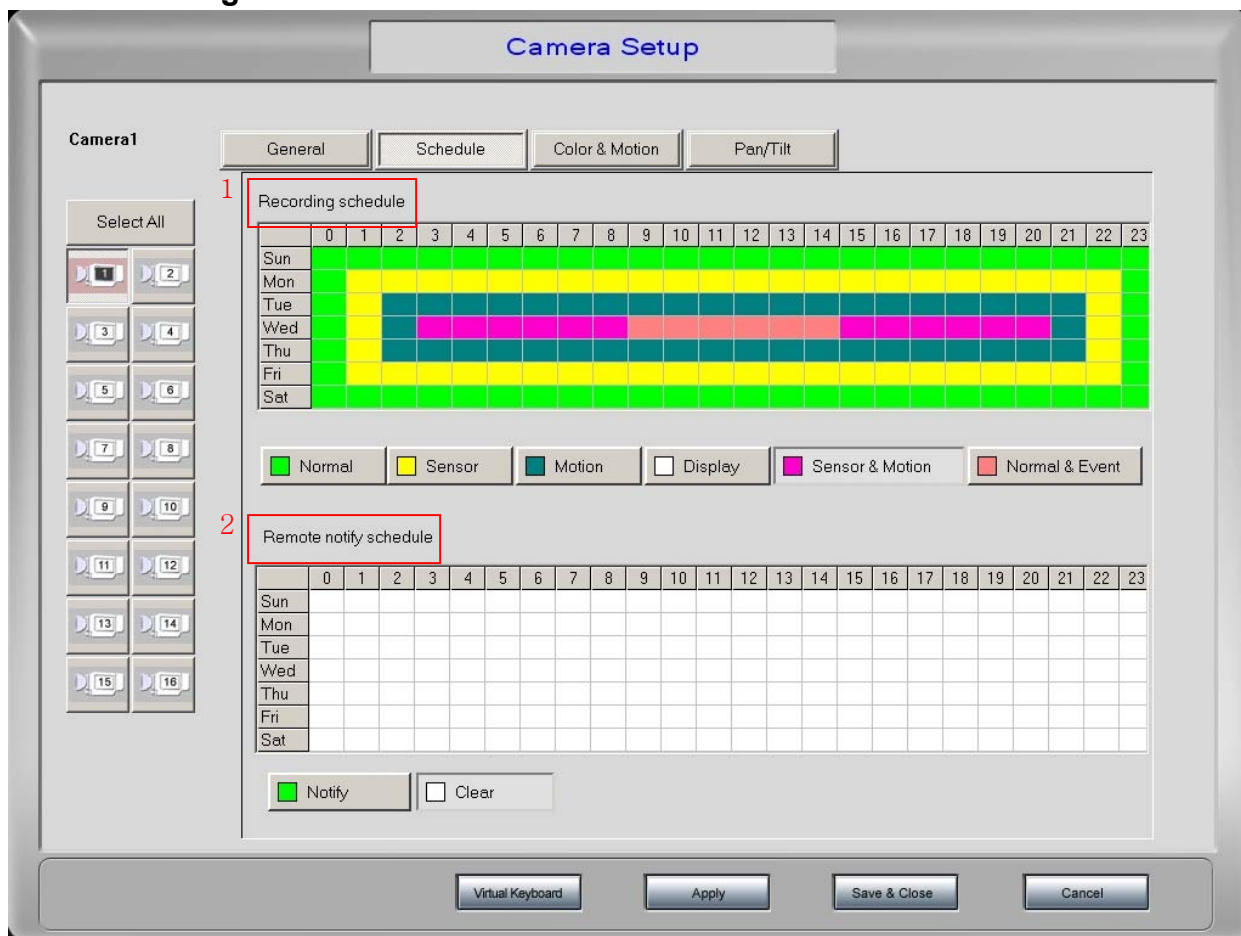 Camera Setup
Camera1
General Schedule Color & Motion Pan/Tilt
1
Recording schedule
Select All
0 1 2 3 4 5 6 7 8 9 10 11 12 13 14 15 16 17 18 19 20 21 22 23
Sun
Mon
Tue
Wed
Thu
Fri
Sat
1 2
3 4
5 6
7 8
9 10
11 12
13 14
15 16
Normal Sensor Motion Display Sensor & Motion Normal & Event
2
Remote notify schedule
0 1 2 3 4 5 6 7 8 9 10 11 12 13 14 15 16 17 18 19 20 21 22 23
Sun
Mon
Tue
Wed
Thu
Fri
Sat
Notify Clear
Virtual Keyboard Apply Save & Close Cancel